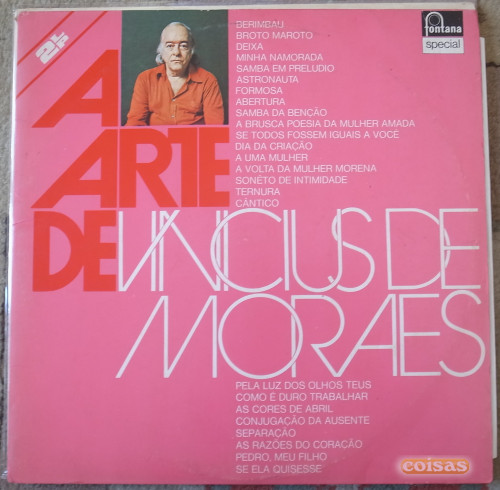 2LP
fontana
special
A
ARTE
DE VINICIUS DE
MORAES
BERIMBAU
BROTO MAROTO
DEIXA
MINHA NAMORADA
SAMBA EM PRELUDIO
ASTRONAUTA
FORMOSA
ABERTURA
SAMBA DA BENÇÃO
A BRUSCA POESIA DA MULHER AMADA
SE TODOS FOSSEM IGUAIS A VOCÊ
DIA DA CRIAÇÃO
A UMA MULHER
A VOLTA DA MULHER MORENA
SONÊTO DE INTIMIDADE
TERNURA
CÂNTICO
PELA LUZ DOS OLHOS TEUS
COMO É DURO TRABALHAR
AS CORES DE ABRIL
CONJUGAÇÃO DA AUSENTE
SEPARAÇÃO
AS RAZÕES DO CORAÇÃO
PEDRO, MEU FILHO
SE ELA QUISESSE
coisas